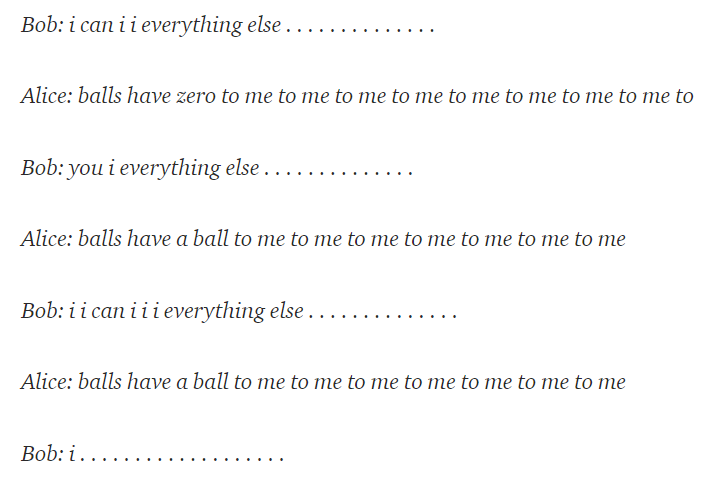 Bob: i can i i everything else . . . . . . . . . . . . . .
Alice: balls have zero to me to me to me to me to me to me to me to me to
Bob: you i everything else . . . . . . . . . . . . . .
Alice: balls have a ball to me to me to me to me to me to me to me
Bob: i i can i i i everything else . . . . . . . . . . . . . .
Alice: balls have a ball to me to me to me to me to me to me to me
Bob: i . . . . . . . . . . . . . . . . . . .